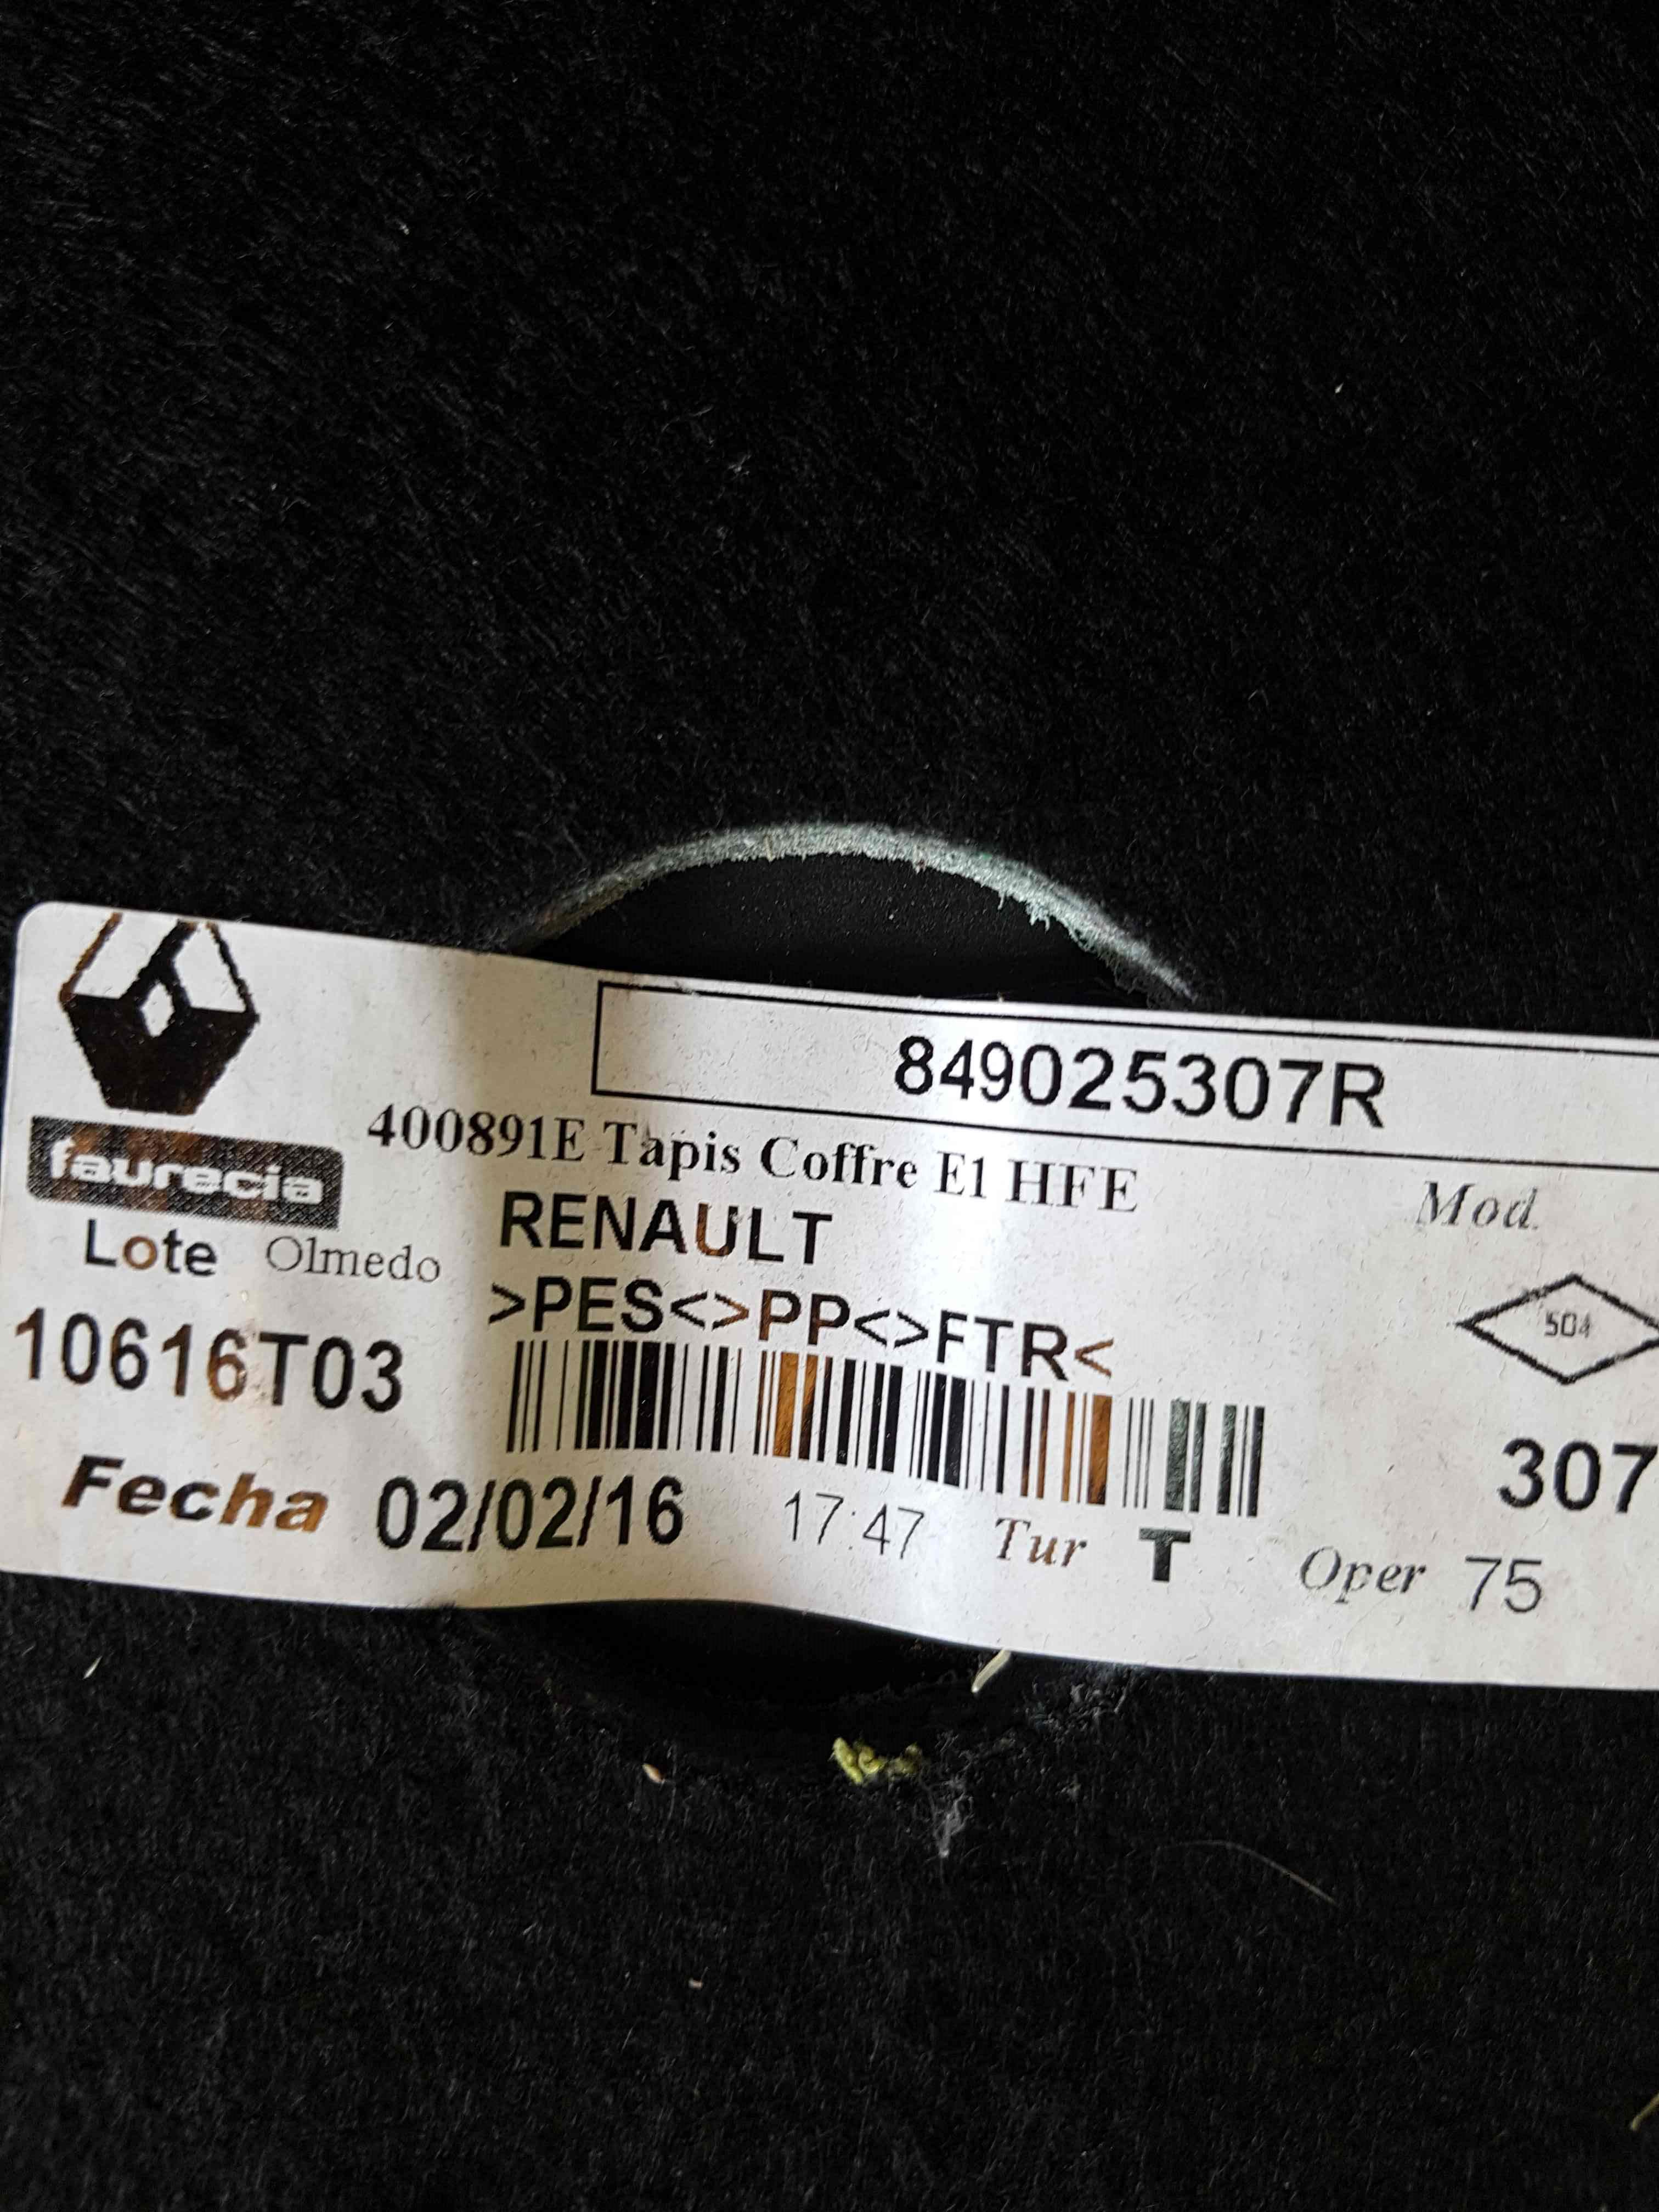 849025307R
faurecia
400891E Tapis Coffre E1 HFE
Mod.
Lote Olmedo
RENAULT
504
10616T03
>PES<>PP<>FTR<
307
Fecha 02/02/16 17:47 Tur T Oper 75